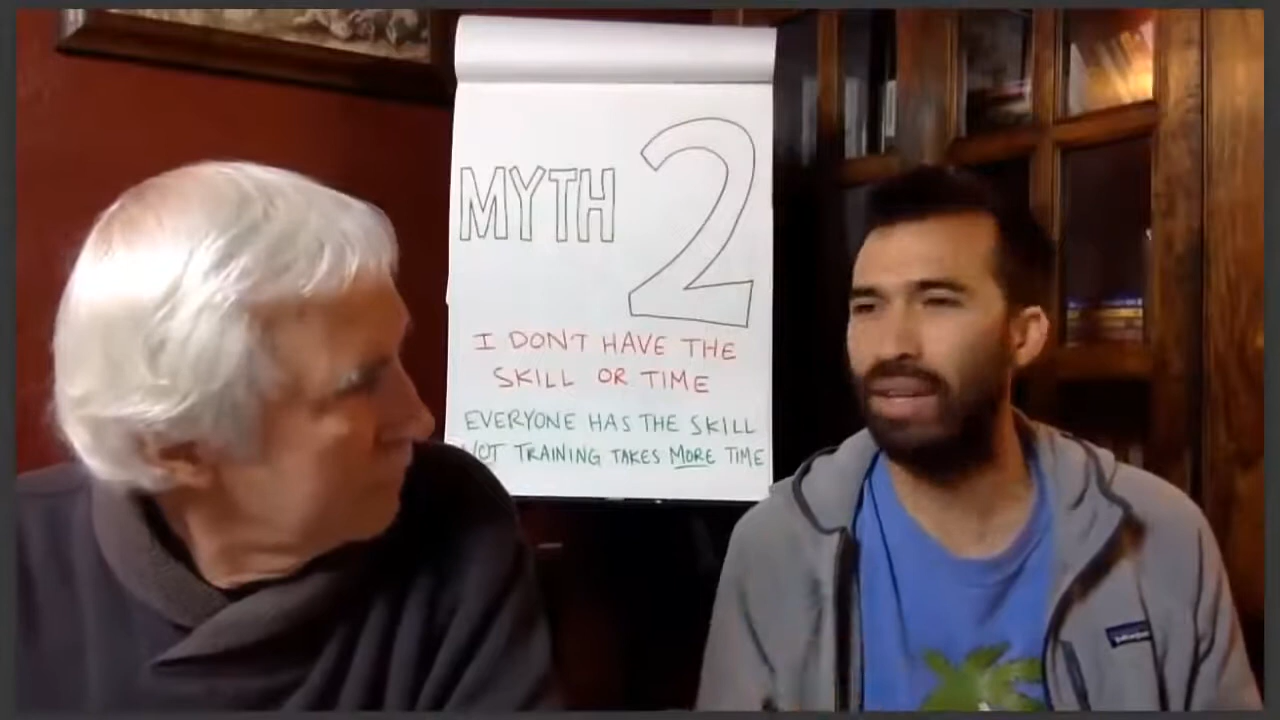 MYTH 2
I DON'T HAVE THE
SKILL OR TIME
EVERYONE HAS THE SKILL
TRAINING TAKES MORE TIME